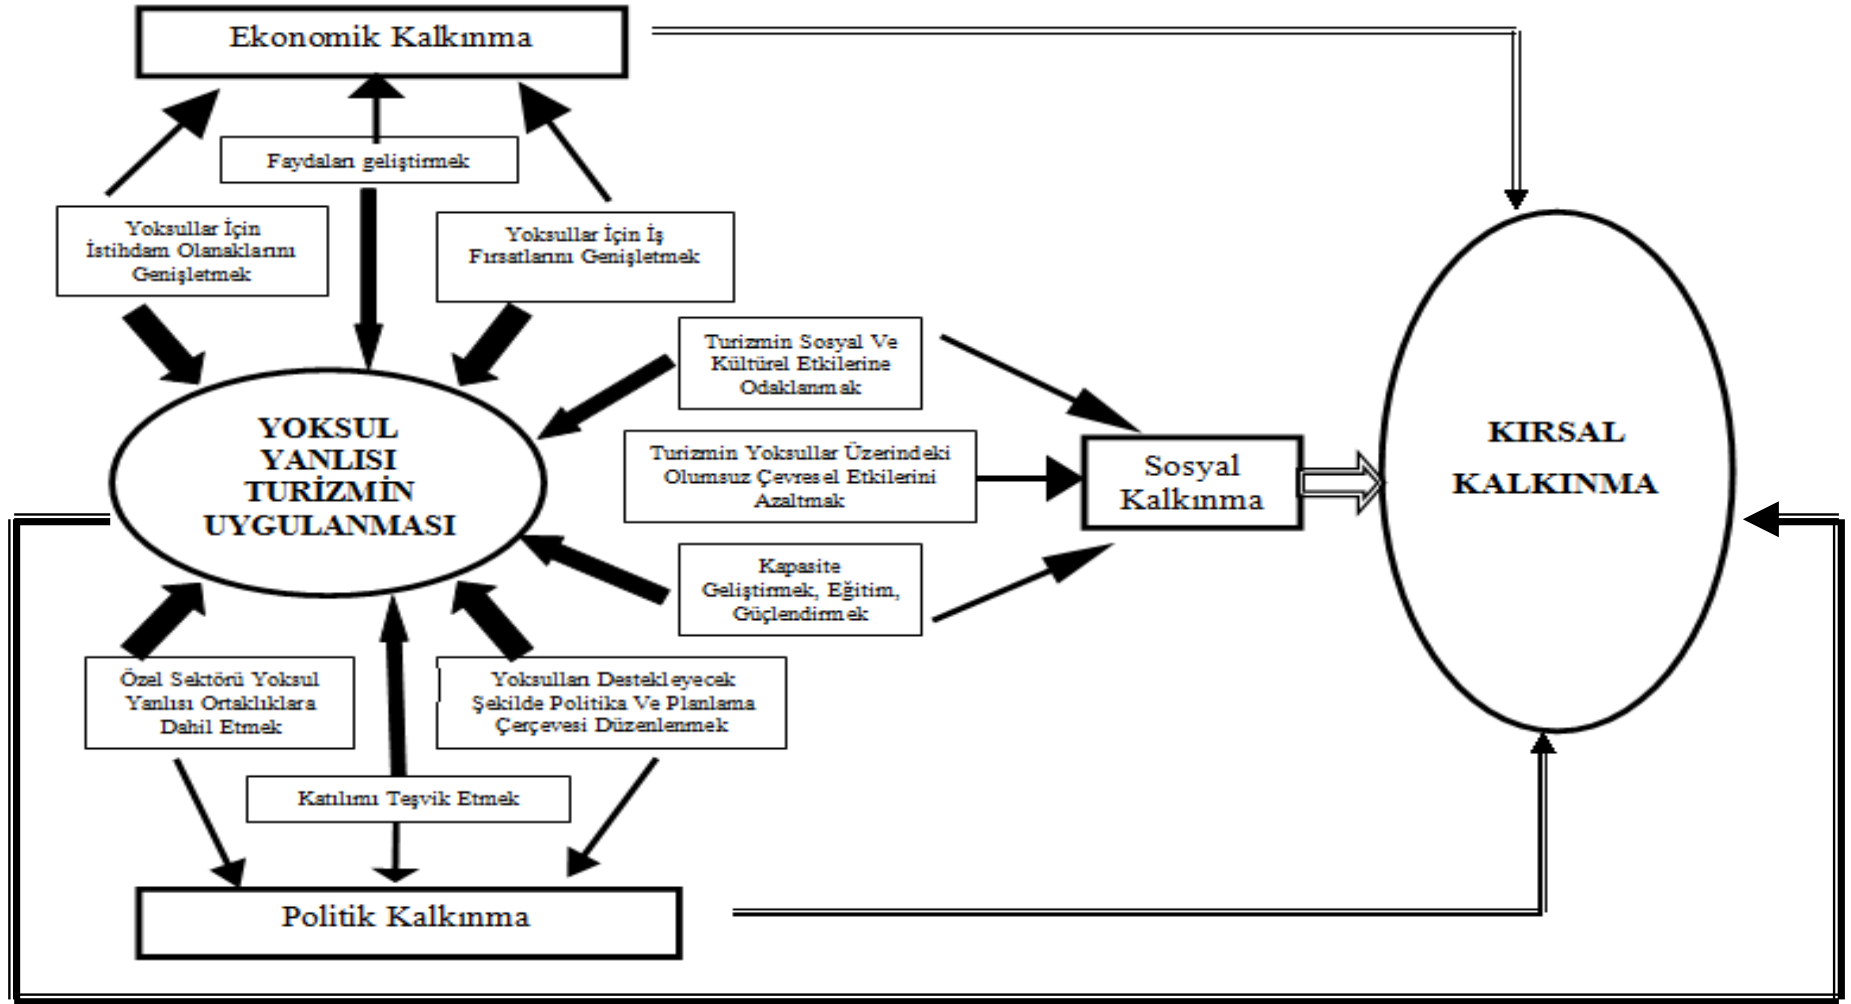 Ekonomik Kalkınma
Faydaları geliştirmek
Yoksullar İçin
İstihdam Olanaklarını
Genişletmek
Yoksullar İçin İş
Fırsatlarını Genişletmek
Turizmin Sosyal Ve
Kültürel Etkilerine
Odaklanmak
YOKSUL
YANLISI
TURİZMİN
UYGULANMASI
Turizmin Yoksullar Üzerindeki
Olumsuz Çevresel Etkilerini
Azaltmak
Sosyal
Kalkınma
KIRSAL
KALKINMA
Kapasite
Geliştirmek, Eğitim,
Güçlendirmek
Özel Sektörü Yoksul
Yanlısı Ortaklıklara
Dahil Etmek
Yoksulları Destekleyecek
Şekilde Politika Ve Planlama
Çerçevesi Düzenlenmek
Katılımı Teşvik Etmek
Politik Kalkınma